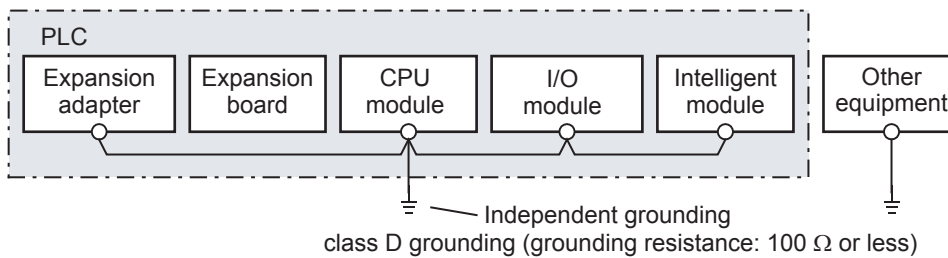 PLC
Expansion
adapter
Expansion
board
CPU
module
I/O
module
Intelligent
module
Other
equipment
Independent grounding
class D grounding (grounding resistance: 100 Ω or less)